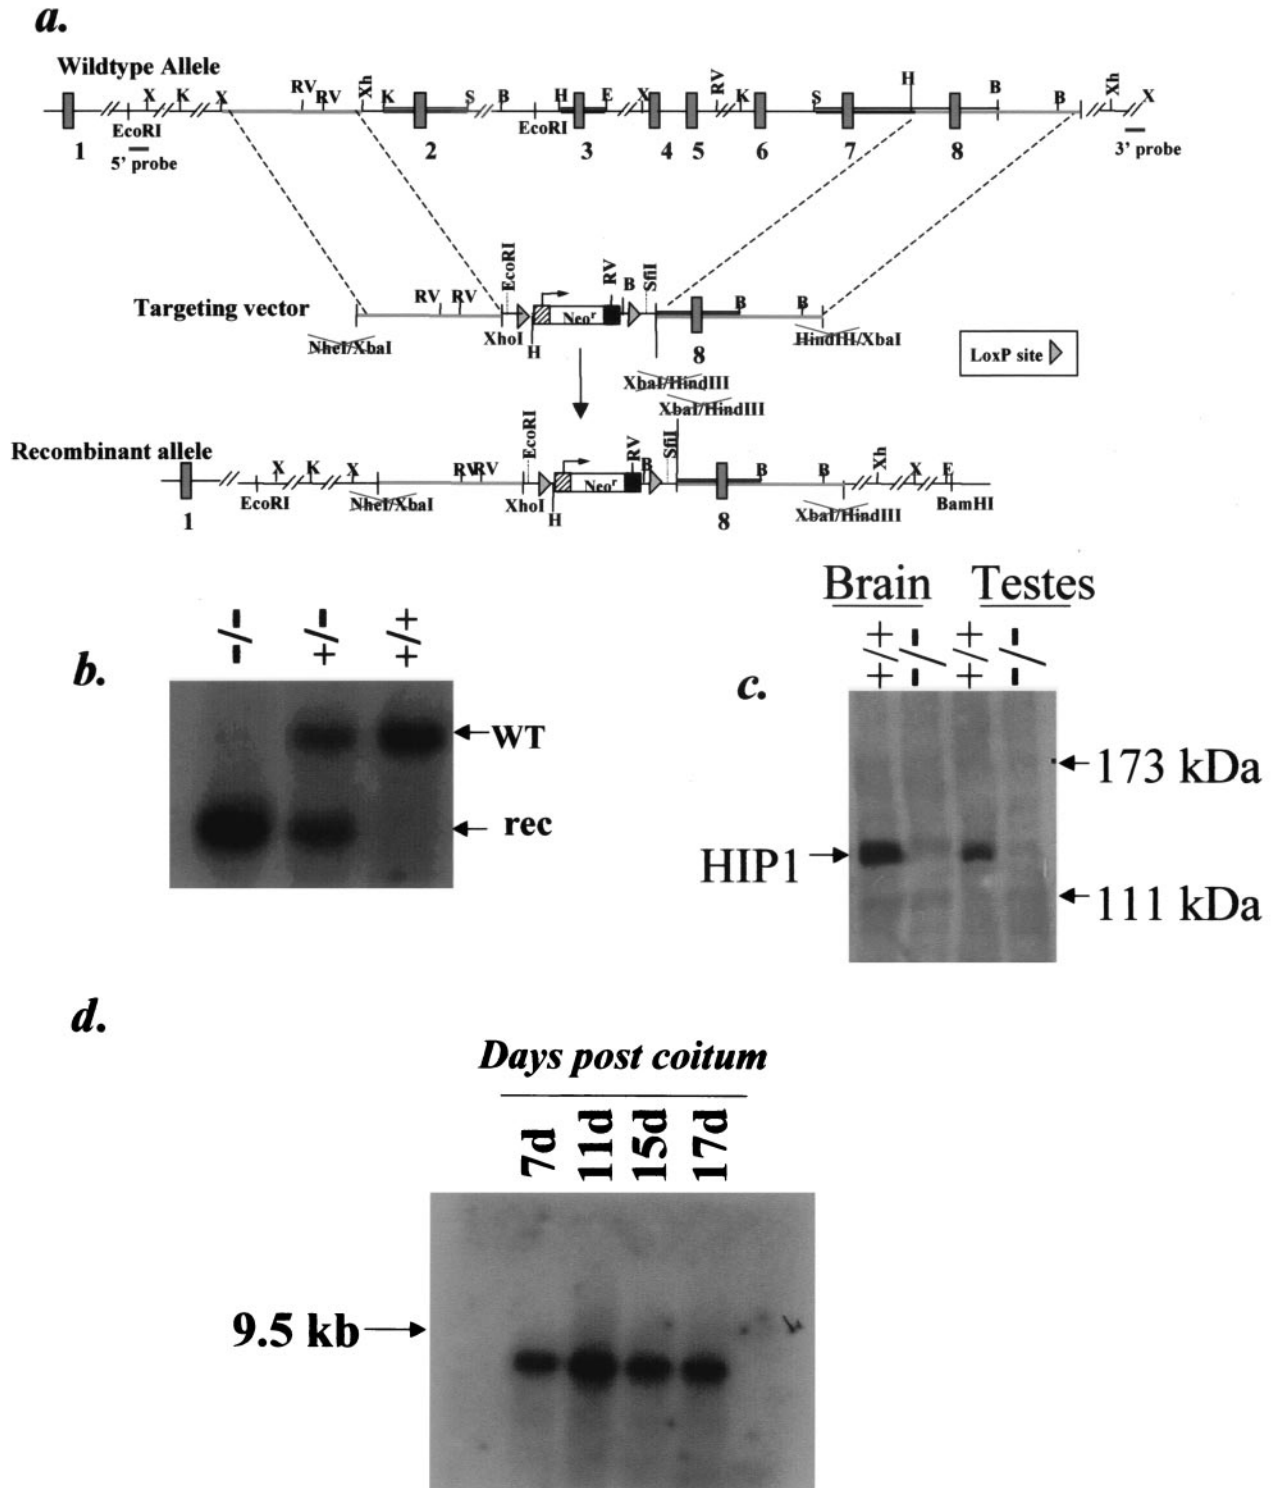 a.
Wildtype Allele
X K X RV RV Xh K S B H E X RV K S H B B Xh X
EcoRI EcoRI
5' probe 3' probe
1 2 3 4 5 6 7 8
EcoRI RV B SfiI
Targeting vector RV RV Neoʳ B B
NheI/XbaI XhoI H 8 HindIII/XbaI
LoxP site
XbaI/HindIII
XbaI/HindIII
Recombinant allele
EcoRI RV B SfiI
X K X RV RV Neoʳ B B Xh X E
EcoRI NheI/XbaI XhoI H XbaI/HindIII BamHI
1 8
b.
-/- +/- +/+
WT
rec
c.
Brain Testes
+/+ -/- +/+ -/-
173 kDa
HIP1
111 kDa
d.
Days post coitum
7d 11d 15d 17d
9.5 kb